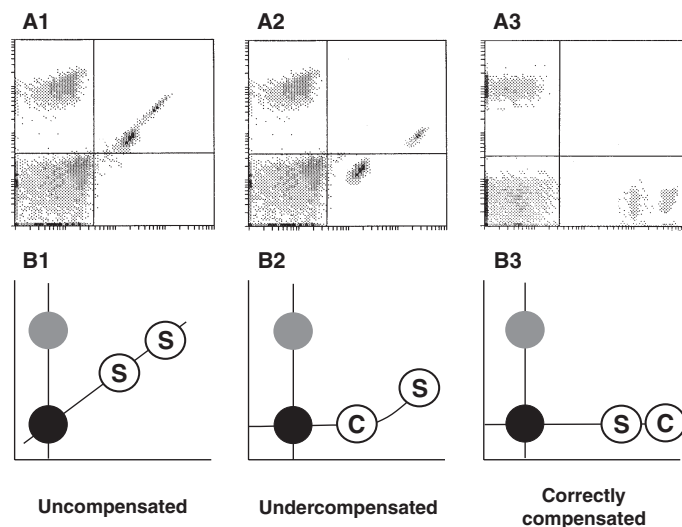 A1 A2 A3
B1 B2 B3
S S C S S C
Uncompensated Undercompensated Correctly
compensated